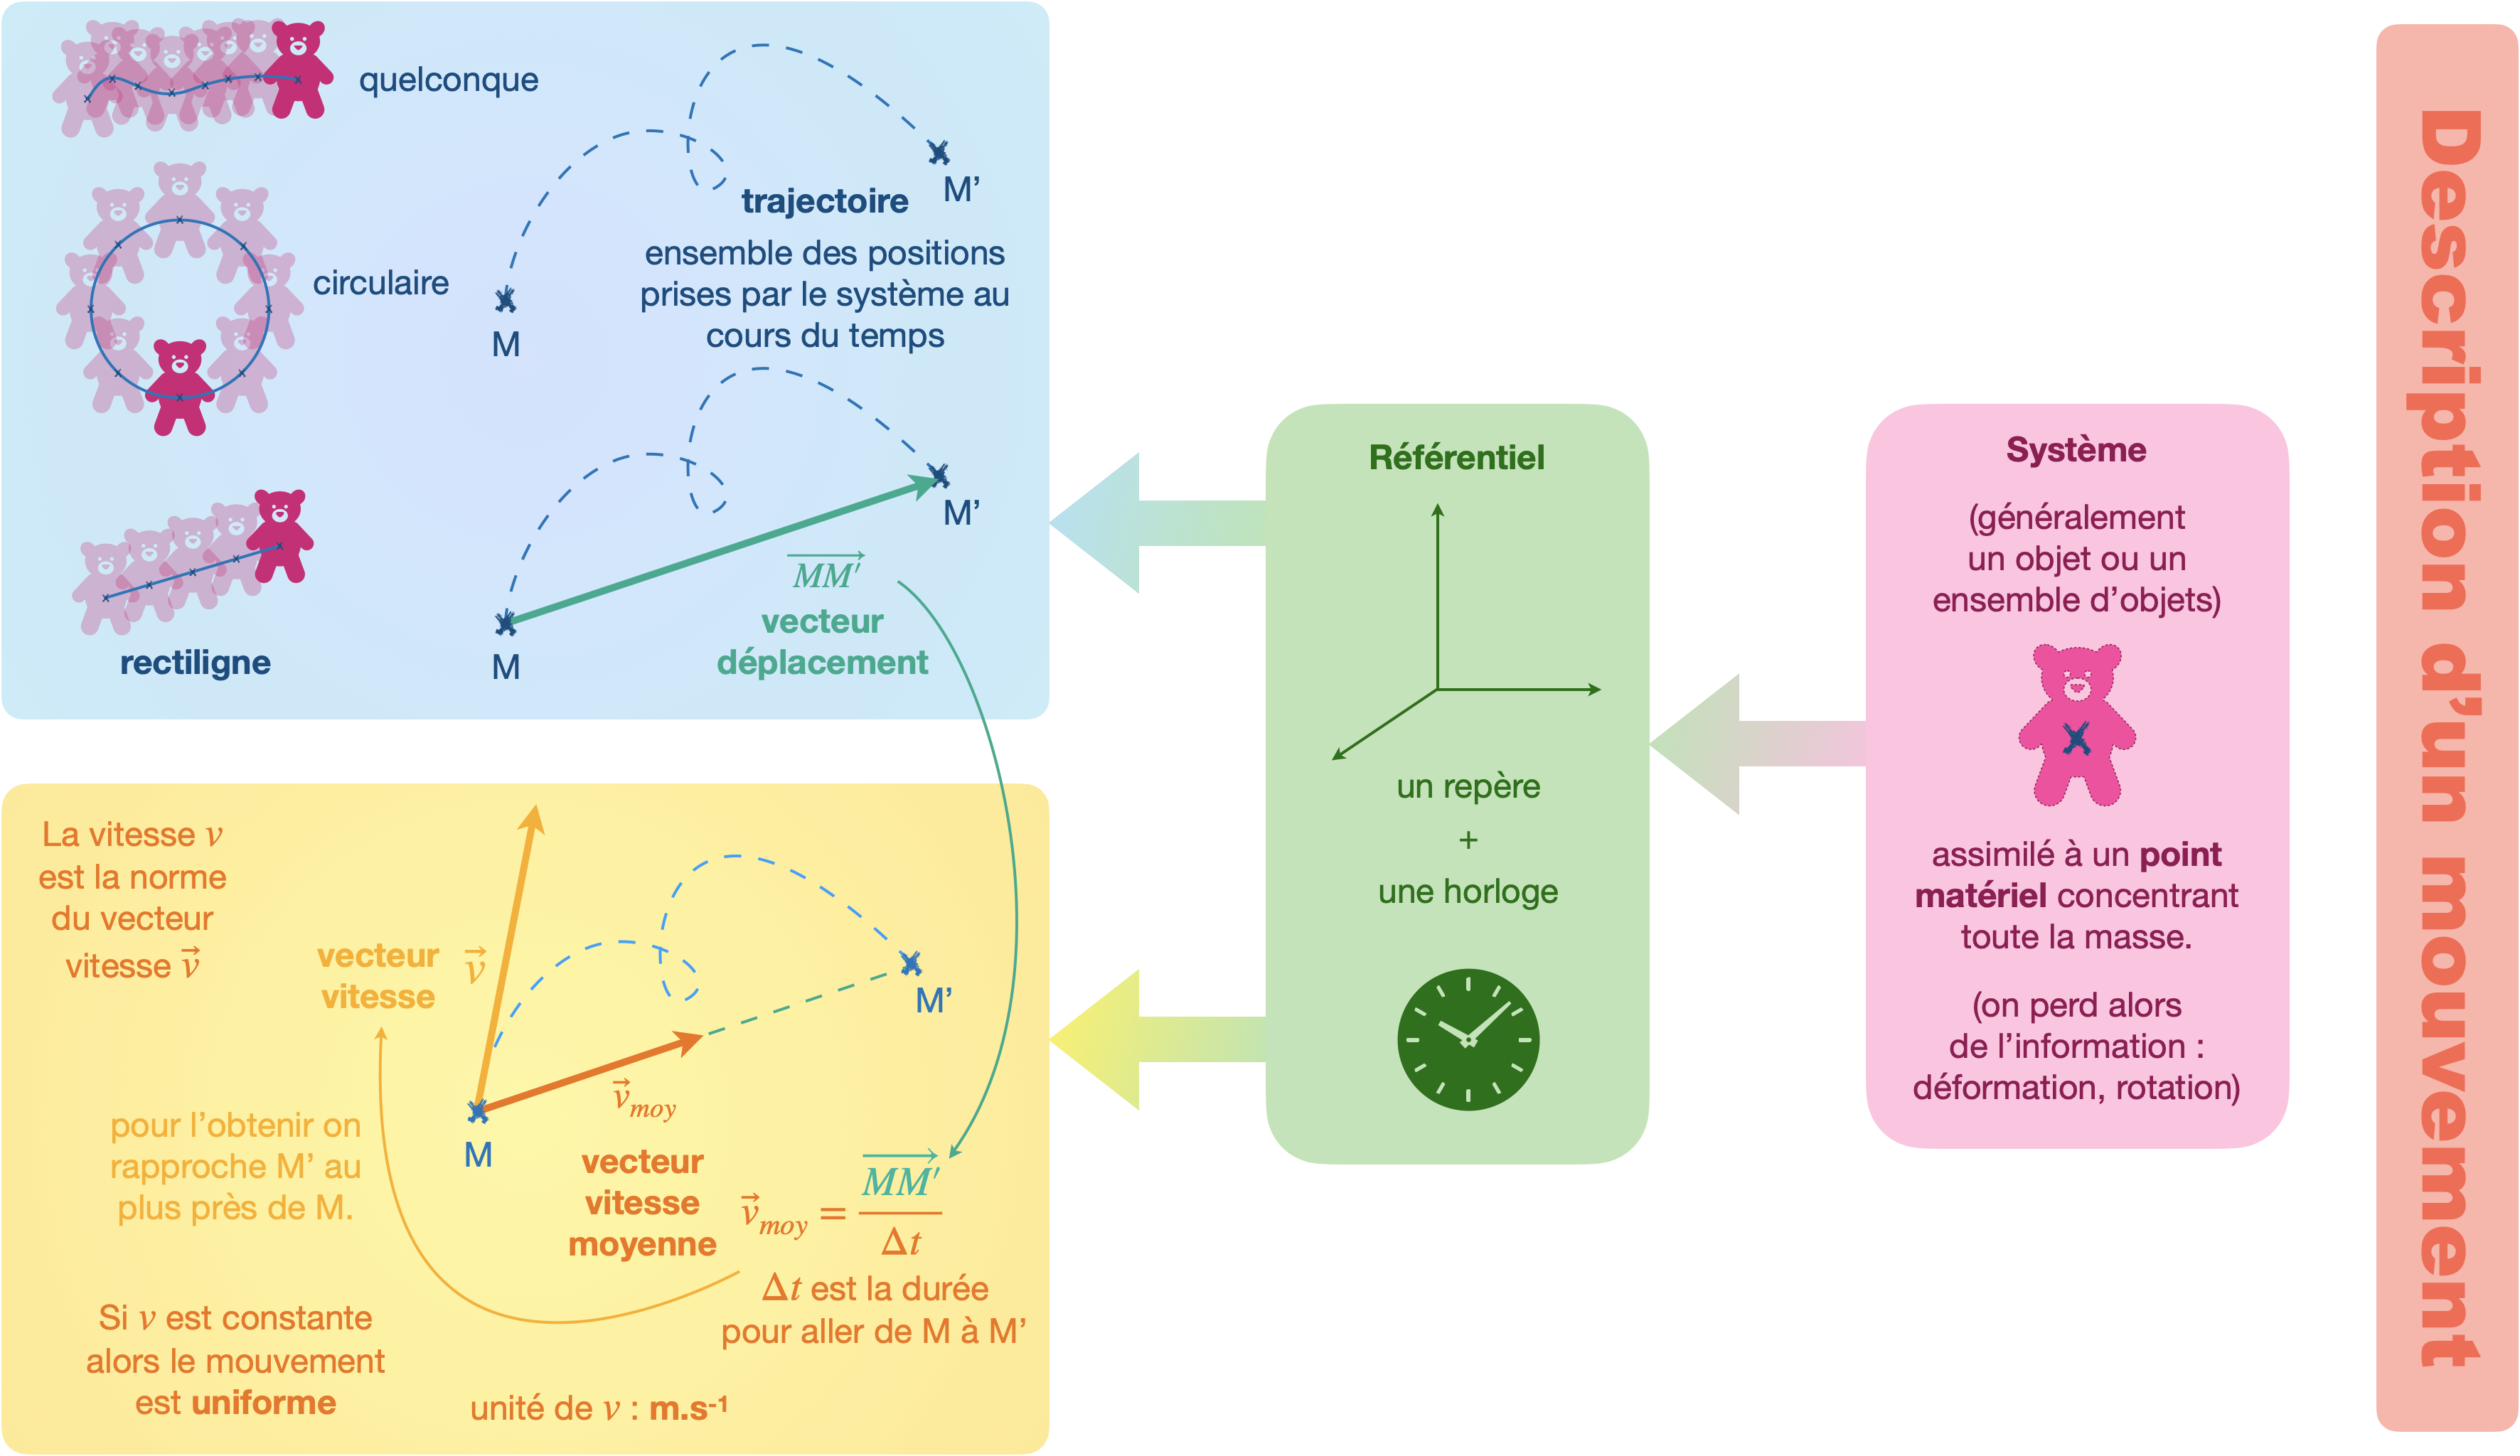 Description d'un mouvement
Système
(généralement
un objet ou un
ensemble d'objets)
assimilé à un point
matériel concentrant
toute la masse.
(on perd alors
de l'information :
déformation, rotation)
Référentiel
un repère
+
une horloge
quelconque
circulaire
rectiligne
M
M'
trajectoire
ensemble des positions
prises par le système au
cours du temps
M
M'
$\overrightarrow{MM'}$
vecteur
déplacement
La vitesse v
est la norme
du vecteur
vitesse $\vec{v}$
vecteur
vitesse
$\vec{v}$
M
M'
$\vec{v}_{moy}$
vecteur
vitesse
moyenne
$\vec{v}_{moy} = \frac{\overrightarrow{MM'}}{\Delta t}$
Δt est la durée
pour aller de M à M'
pour l'obtenir on
rapproche M' au
plus près de M.
Si v est constante
alors le mouvement
est uniforme
unité de v : m.s⁻¹